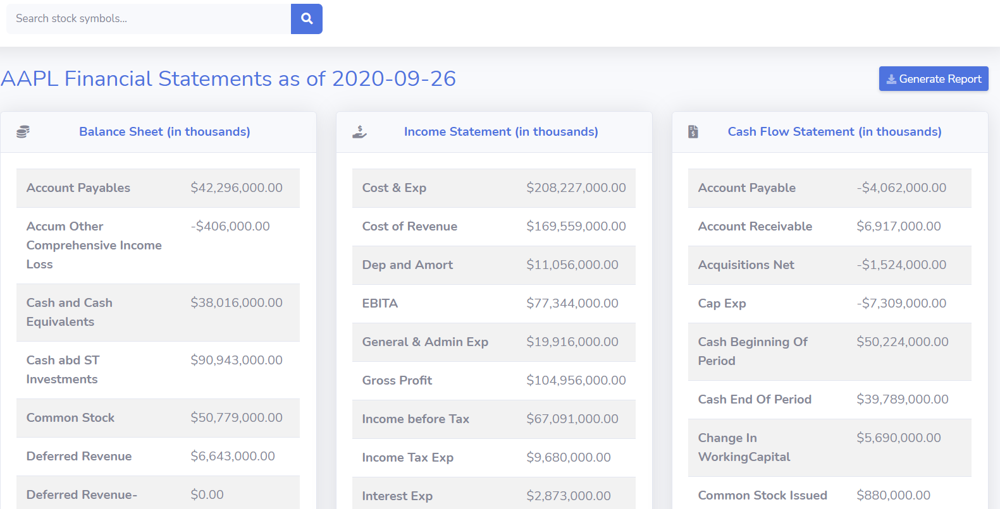 Search stock symbols...
AAPL Financial Statements as of 2020-09-26
Generate Report
Balance Sheet (in thousands)
Account Payables $42,296,000.00
Accum Other -$406,000.00
Comprehensive Income
Loss
Cash and Cash $38,016,000.00
Equivalents
Cash abd ST $90,943,000.00
Investments
Common Stock $50,779,000.00
Deferred Revenue $6,643,000.00
Deferred Revenue- $0.00
Income Statement (in thousands)
Cost & Exp $208,227,000.00
Cost of Revenue $169,559,000.00
Dep and Amort $11,056,000.00
EBITA $77,344,000.00
General & Admin Exp $19,916,000.00
Gross Profit $104,956,000.00
Income before Tax $67,091,000.00
Income Tax Exp $9,680,000.00
Interest Exp $2,873,000.00
Cash Flow Statement (in thousands)
Account Payable -$4,062,000.00
Account Receivable $6,917,000.00
Acquisitions Net -$1,524,000.00
Cap Exp -$7,309,000.00
Cash Beginning Of $50,224,000.00
Period
Cash End Of Period $39,789,000.00
Change In $5,690,000.00
WorkingCapital
Common Stock Issued $880,000.00